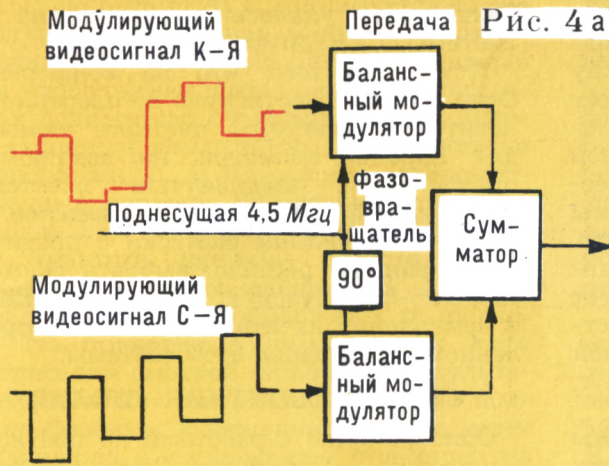 Модулирующий
видеосигнал К–Я
Передача
Рис. 4 а
Баланс-
ный мо-
дулятор
фазо-
вра-
щатель
Поднесущая 4,5 Мгц
Сум-
матор
90°
Модулирующий
видеосигнал С–Я
Баланс-
ный мо-
дулятор